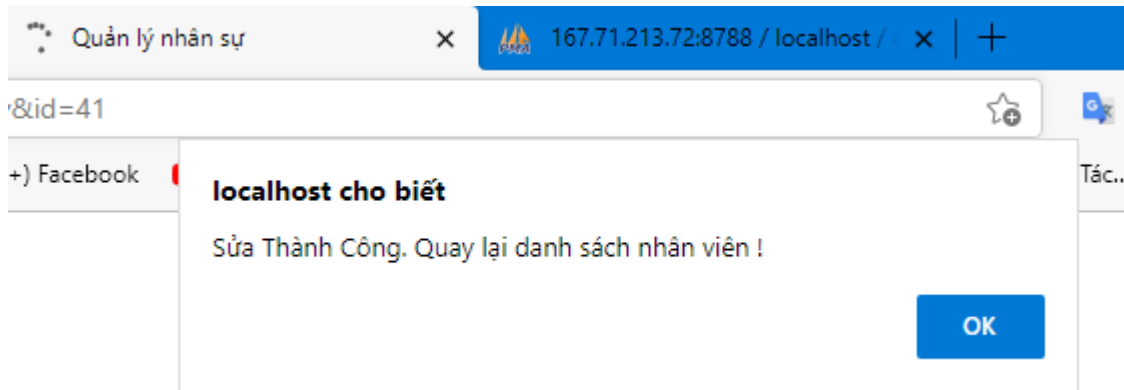 Quản lý nhân sự
167.71.213.72:8788 / localhost /
&id=41
+) Facebook
Tác..
localhost cho biết
Sửa Thành Công. Quay lại danh sách nhân viên !
OK